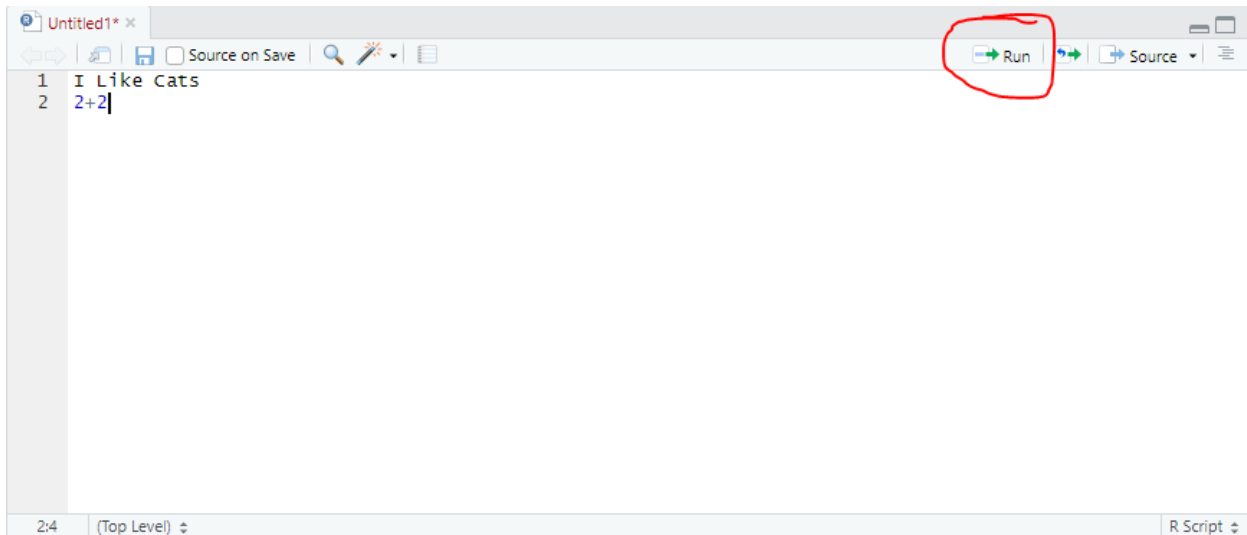 Untitled1*
Source on Save
Run
Source
1 I Like Cats
2 2+2
2:4 (Top Level)
R Script